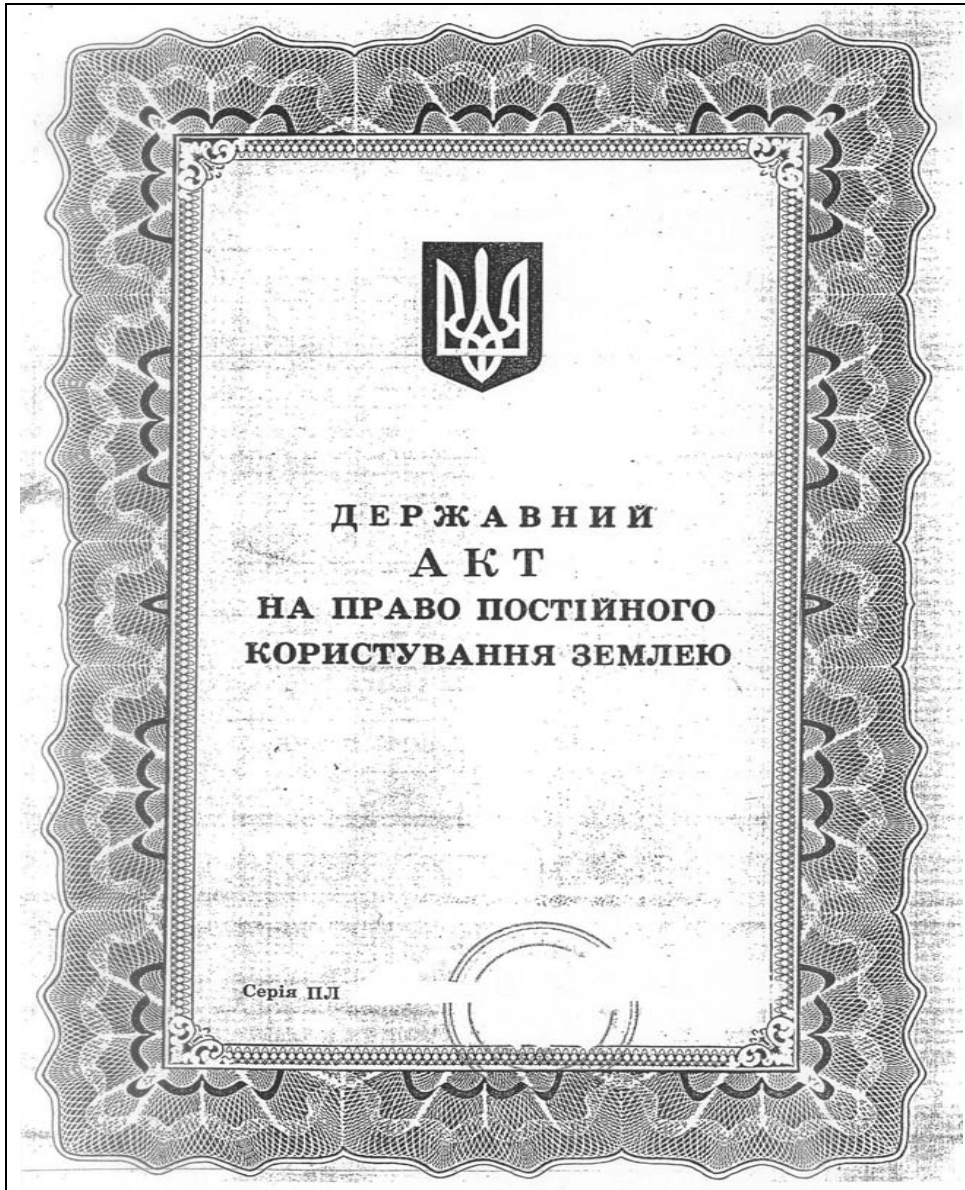 ДЕРЖАВНИЙ
АКТ
НА ПРАВО ПОСТІЙНОГО
КОРИСТУВАННЯ ЗЕМЛЕЮ
Серія ПЛ